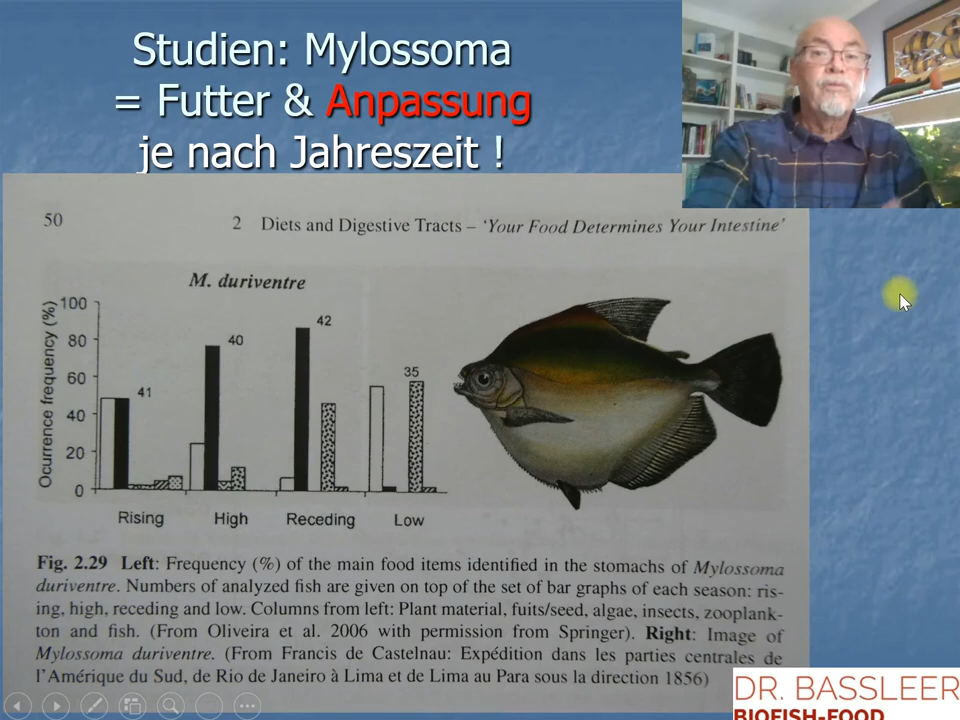 Studien: Mylossoma
= Futter & Anpassung
je nach Jahreszeit !
50
2 Diets and Digestive Tracts – ‘Your Food Determines Your Intestine’
M. duriventre
Ocurrence frequency (%)
100
80
60
40
20
0
41
40
42
35
Rising
High
Receding
Low
Fig. 2.29 Left: Frequency (%) of the main food items identified in the stomachs of Mylossoma
duriventre. Numbers of analyzed fish are given on top of the set of bar graphs of each season: ris-
ing, high, receding and low. Columns from left: Plant material, fuits/seed, algae, insects, zooplank-
ton and fish. (From Oliveira et al. 2006 with permission from Springer). Right: Image of
Mylossoma duriventre. (From Francis de Castelnau: Expédition dans les parties centrales de
l’Amérique du Sud, de Rio de Janeiro à Lima et de Lima au Para sous la direction 1856)
DR. BASSLEER
BIOFISH-FOOD